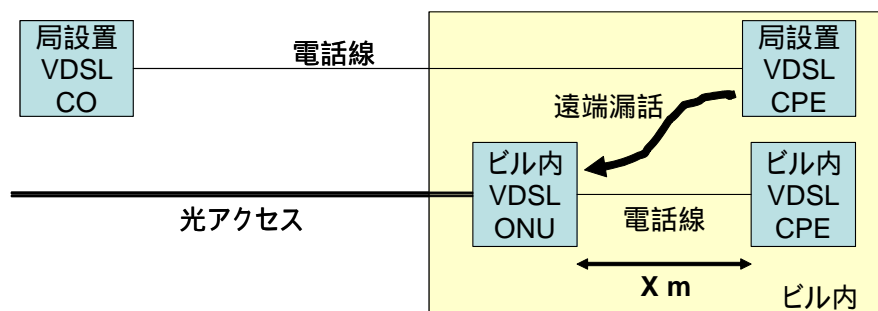 局設置
VDSL
CO
電話線
局設置
VDSL
CPE
遠端漏話
ビル内
VDSL
ONU
ビル内
VDSL
CPE
光アクセス
電話線
X m
ビル内